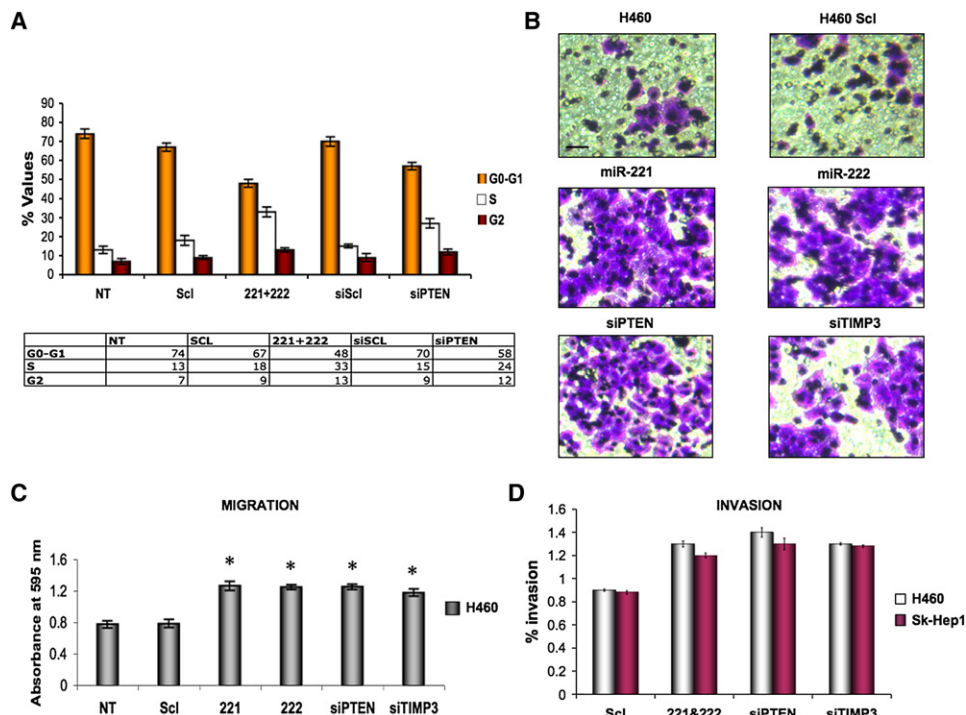 A
90
80
70
60
50
40
30
20
10
0
% Values
G0-G1
S
G2
NT Scl 221+222 siScl siPTEN
NT SCL 221+222 siSCL siPTEN
G0-G1 74 67 48 70 58
S 13 18 33 15 24
G2 7 9 13 9 12
B
H460 H460 Scl
miR-221 miR-222
siPTEN siTIMP3
C
MIGRATION
Absorbance at 595 nm
1.6
1.2
0.8
0.4
0
* * * *
H460
NT Scl 221 222 siPTEN siTIMP3
D
INVASION
% invasion
1.6
1.4
1.2
1
0.8
0.6
0.4
0.2
0
H460
Sk-Hep1
Scl 221&222 siPTEN siTIMP3